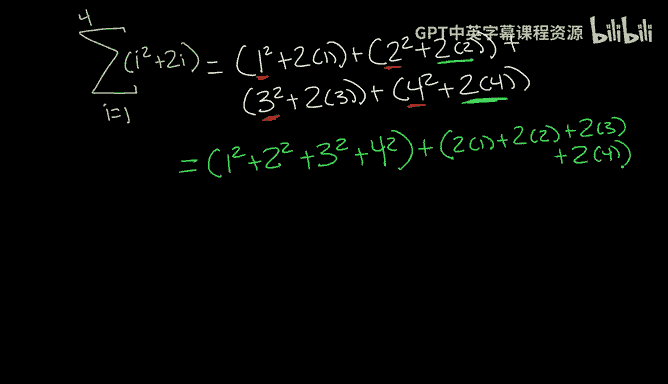 GPT中英字幕课程资源 bilibili
4
∑ (i²+2i) = (1²+2(1)) + (2²+2(2)) +
i=1
(3²+2(3)) + (4²+2(4))
= (1²+2²+3²+4²) + (2(1)+2(2)+2(3)
+2(4))